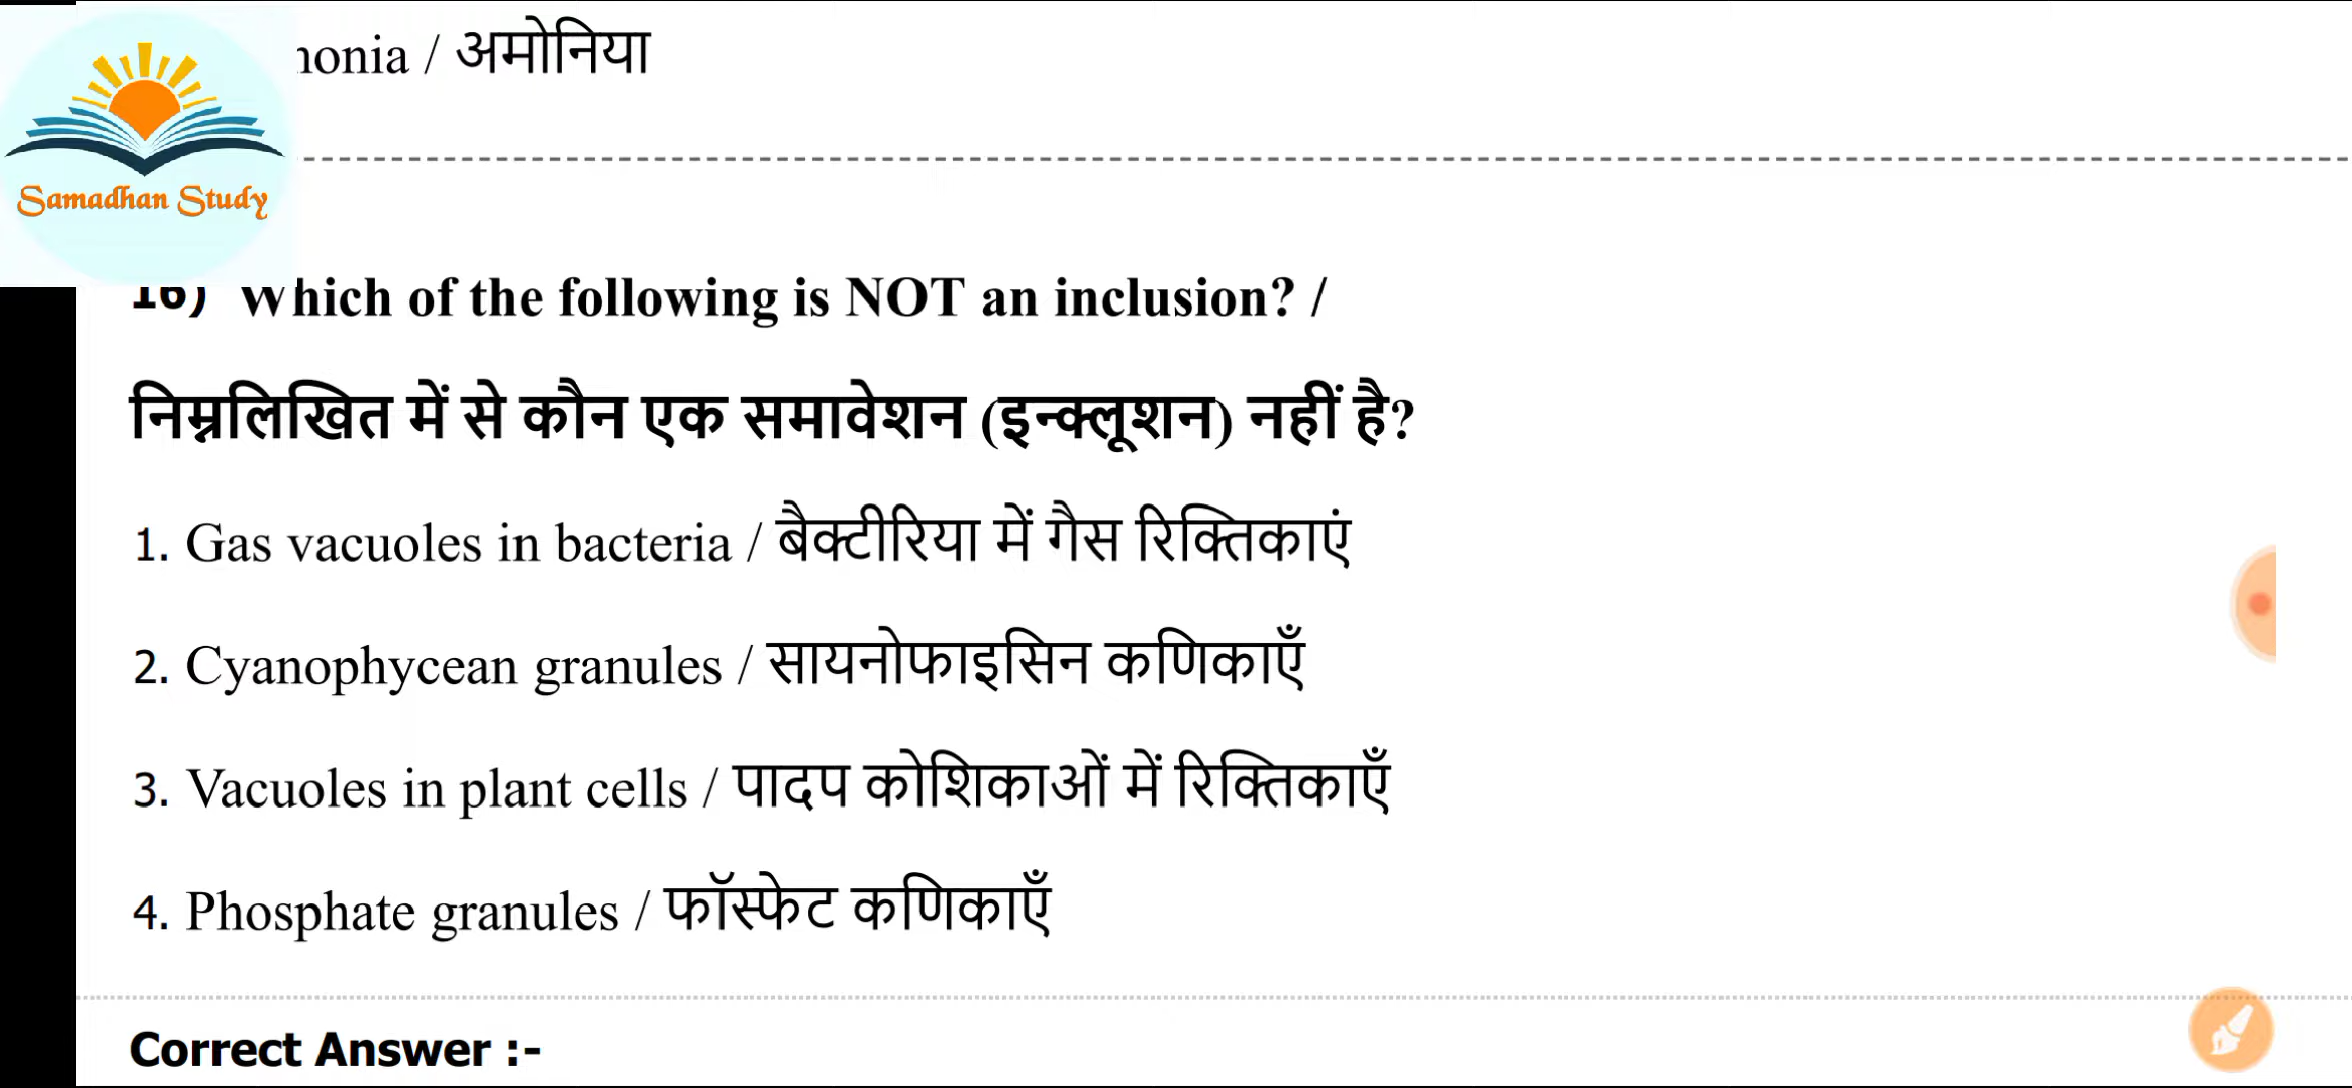 Samadhan Study
nonia / अमोनिया
16) Which of the following is NOT an inclusion? /
निम्नलिखित में से कौन एक समावेशन (इन्क्लूशन) नहीं है?
1. Gas vacuoles in bacteria / बैक्टीरिया में गैस रिक्तिकाएं
2. Cyanophycean granules / सायनोफाइसिन कणिकाएँ
3. Vacuoles in plant cells / पादप कोशिकाओं में रिक्तिकाएँ
4. Phosphate granules / फॉस्फेट कणिकाएँ
Correct Answer :-